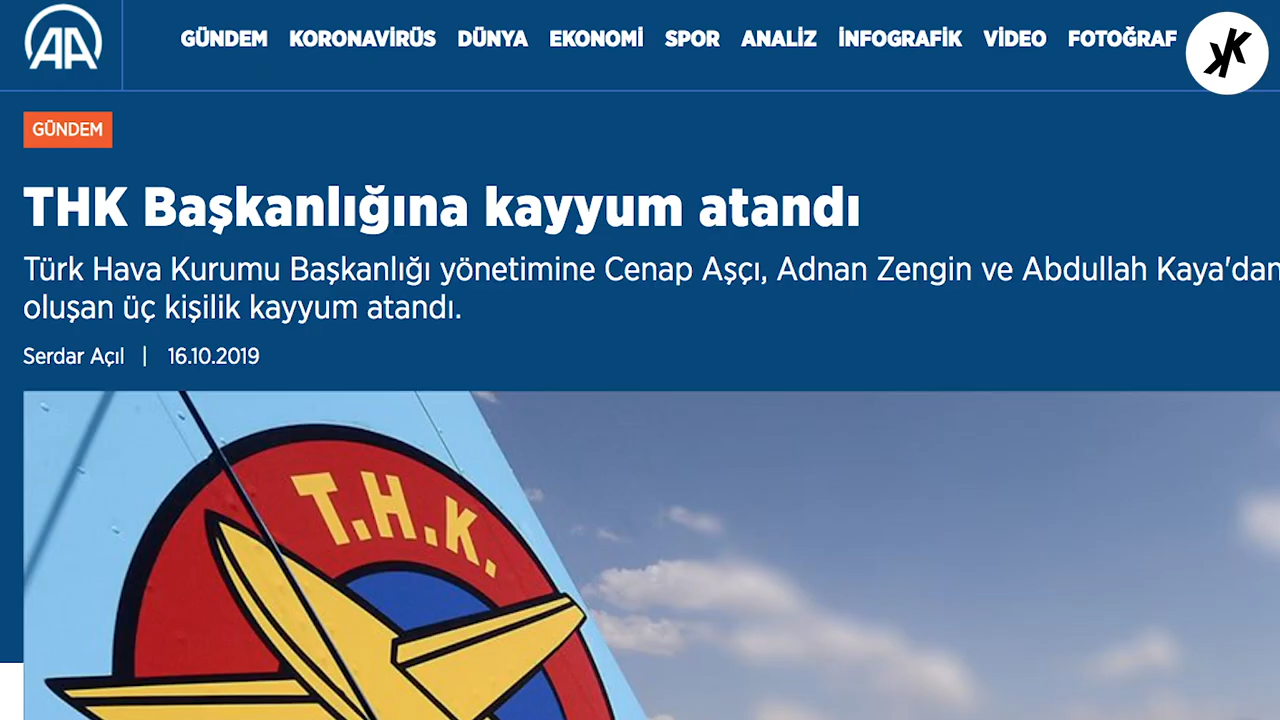 AA
GÜNDEM KORONAVİRÜS DÜNYA EKONOMİ SPOR ANALİZ İNFOGRAFİK VİDEO FOTOĞRAF
GÜNDEM
THK Başkanlığına kayyum atandı
Türk Hava Kurumu Başkanlığı yönetimine Cenap Aşçı, Adnan Zengin ve Abdullah Kaya'dan
oluşan üç kişilik kayyum atandı.
Serdar Açıl | 16.10.2019
T.H.K.